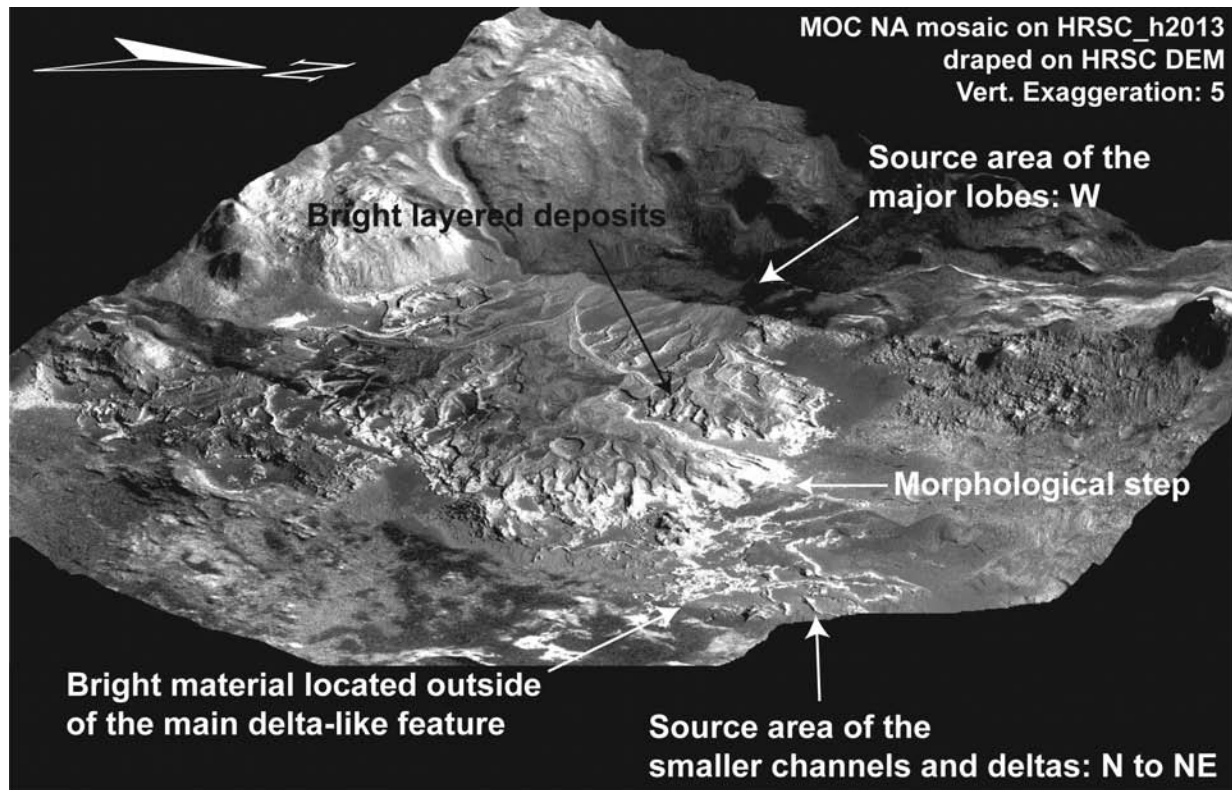 MOC NA mosaic on HRSC_h2013
draped on HRSC DEM
Vert. Exaggeration: 5
Source area of the
major lobes: W
Bright layered deposits
Morphological step
Bright material located outside
of the main delta-like feature
Source area of the
smaller channels and deltas: N to NE